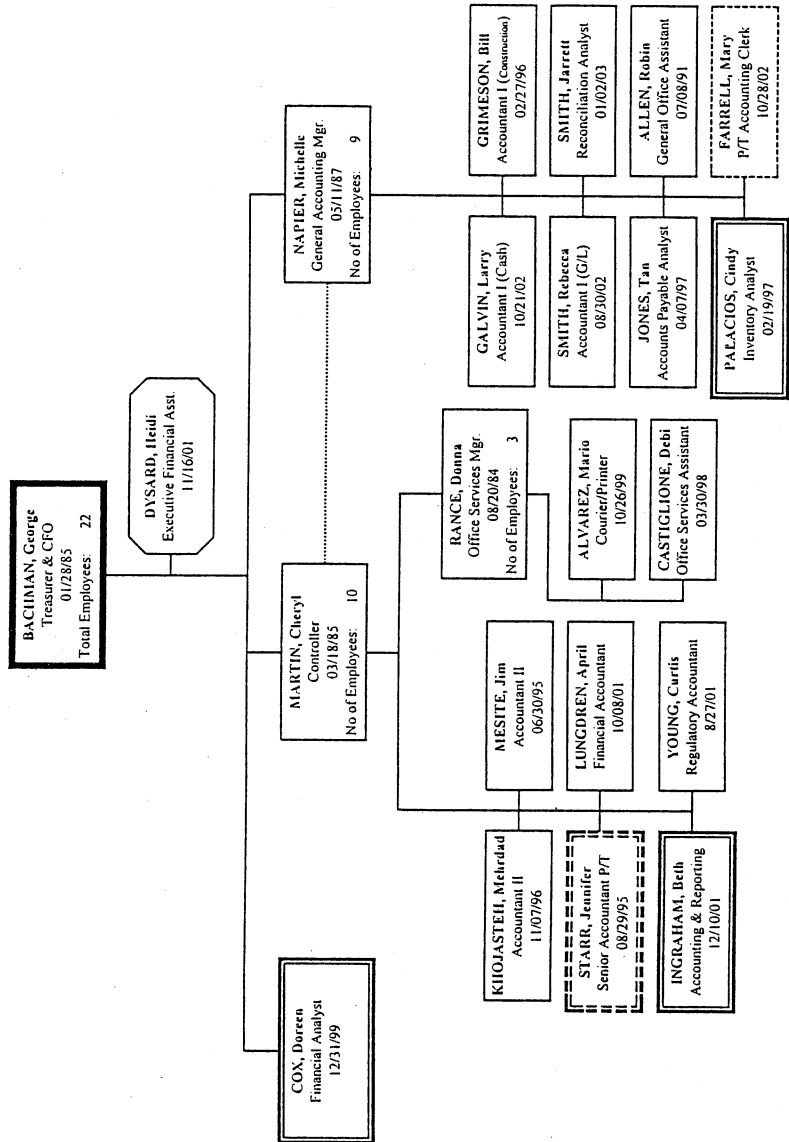 BACHMAN, George
Treasurer & CFO
01/28/85
Total Employees: 22
DYSARD, Heidi
Executive Financial Asst.
11/16/01
COX, Doreen
Financial Analyst
12/31/99
MARTIN, Cheryl
Controller
03/18/85
No of Employees: 10
NAPIER, Michelle
General Accounting Mgr.
05/11/87
No of Employees: 9
KHOJASTEH, Mehrdad
Accountant II
11/07/96
MESITE, Jim
Accountant II
06/30/95
STARR, Jennifer
Senior Accountant P/T
08/29/95
LUNGDREN, April
Financial Accountant
10/08/01
INGRAHAM, Beth
Accounting & Reporting
12/10/01
YOUNG, Curtis
Regulatory Accountant
8/27/01
RANCE, Donna
Office Services Mgr.
08/20/84
No of Employees: 3
ALVAREZ, Mario
Courier/Printer
10/26/99
CASTIGLIONE, Debi
Office Services Assistant
03/30/98
GALVIN, Larry
Accountant I (Cash)
10/21/02
GRIMESON, Bill
Accountant I (Construction)
02/27/96
SMITH, Rebecca
Accountant I (G/L)
08/30/02
SMITH, Jarrett
Reconciliation Analyst
01/02/03
JONES, Tan
Accounts Payable Analyst
04/07/97
ALLEN, Robin
General Office Assistant
07/08/91
PALACIOS, Cindy
Inventory Analyst
02/19/97
FARRELL, Mary
P/T Accounting Clerk
10/28/02